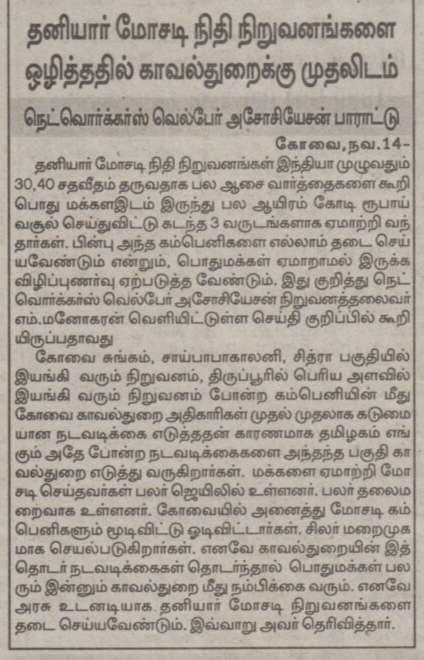 தனியார் மோசடி நிதி நிறுவனங்களை
ஒழித்ததில் காவல்துறைக்கு முதலிடம்
நெட்வொர்க்கர்ஸ் வெல்பேர் அசோசியேசன் பாராட்டு
கோவை,நவ.14-
தனியார் மோசடி நிதி நிறுவனங்கள் இந்தியா முழுவதும்
30,40 சதவீதம் தருவதாக பல ஆசை வார்த்தைகளை கூறி
பொது மக்களஇடம் இருந்து பல ஆயிரம் கோடி ரூபாய்
வசூல் செய்துவிட்டு கடந்த 3 வருடங்களாக ஏமாற்றி வந்
தார்கள். பின்பு அந்த கம்பெனிகளை எல்லாம் தடை செய்
யவேண்டும் என்றும், பொதுமக்கள் ஏமாறாமல் இருக்க
விழிப்புணர்வு ஏற்படுத்த வேண்டும். இது குறித்து நெட்
வொர்க்கர்ஸ் வெல்பேர் அசோசியேசன் நிறுவனத்தலைவர்
எம்.மனோகரன் வெளியிட்டுள்ள செய்தி குறிப்பில் கூறி
யிருப்பதாவது
கோவை சுங்கம், சாய்பாபாகாலனி, சித்ரா பகுதியில்
இயங்கி வரும் நிறுவனம், திருப்பூரில் பெரிய அளவில்
இயங்கி வரும் நிறுவனம் போன்ற கம்பெனியின் மீது
கோவை காவல்துறை அதிகாரிகள் முதல் முதலாக கடுமை
யான நடவடிக்கை எடுத்ததன் காரணமாக தமிழகம் எங்
கும் அதே போன்ற நடவடிக்கைகளை அந்தந்த பகுதி கா
வல்துறை எடுத்து வருகிறார்கள். மக்களை ஏமாற்றி மோ
சடி செய்தவர்கள் பலர் ஜெயிலில் உள்ளனர். பலர் தலைம
றைவாக உள்ளனர். கோவையில் அனைத்து மோசடி கம்
பெனிகளும் மூடிவிட்டு ஓடிவிட்டார்கள். சிலர் மறைமுக
மாக செயல்படுகிறார்கள். எனவே காவல்துறையின் இத்
தொடர் நடவடிக்கைகள் தொடர்ந்தால் பொதுமக்கள் பல
ரும் இன்னும் காவல்துறை மீது நம்பிக்கை வரும். எனவே
அரசு உடனடியாக தனியார் மோசடி நிறுவனங்களை
தடை செய்யவேண்டும். இவ்வாறு அவர் தெரிவித்தார்.